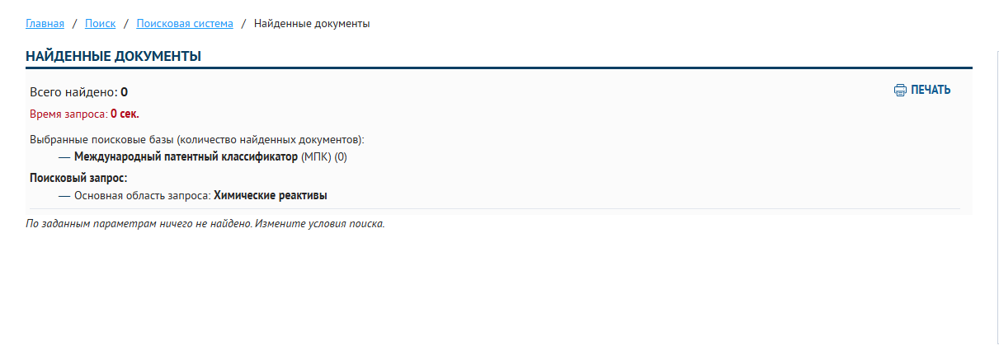 Главная / Поиск / Поисковая система / Найденные документы
НАЙДЕННЫЕ ДОКУМЕНТЫ
Всего найдено: 0
ПЕЧАТЬ
Время запроса: 0 сек.
Выбранные поисковые базы (количество найденных документов):
— Международный патентный классификатор (МПК) (0)
Поисковый запрос:
— Основная область запроса: Химические реактивы
По заданным параметрам ничего не найдено. Измените условия поиска.